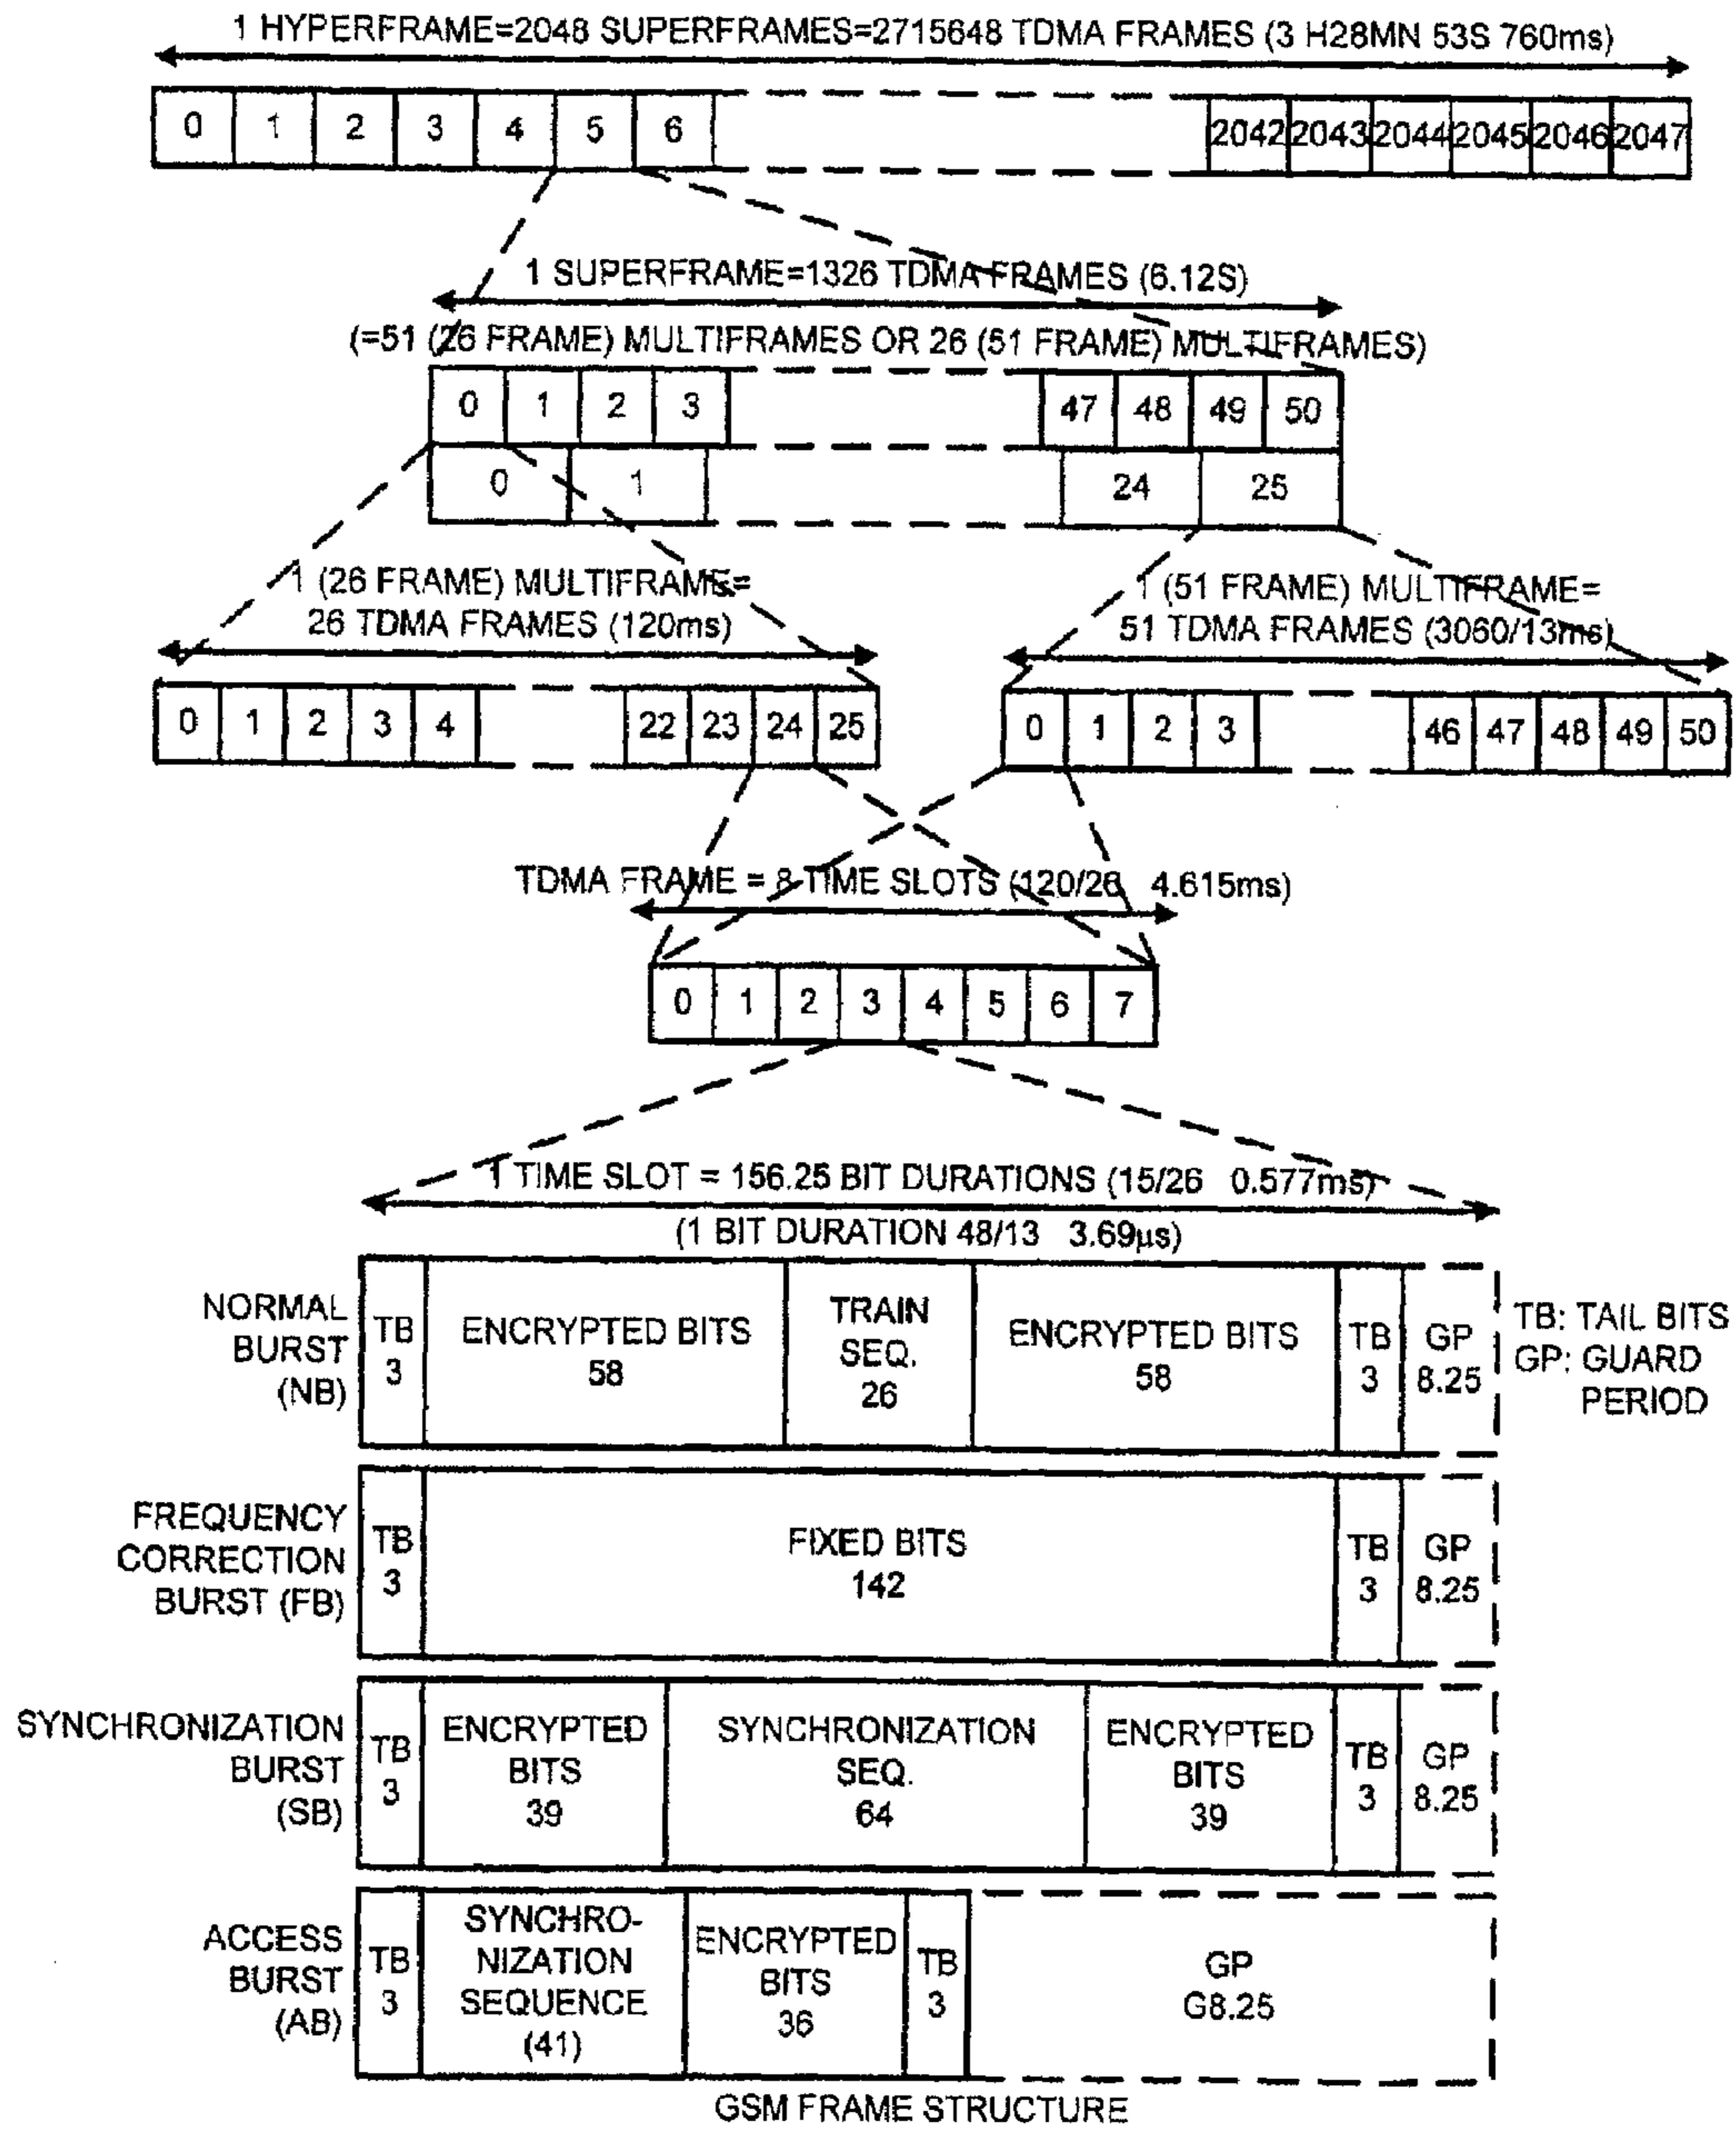 1 HYPERFRAME=2048 SUPERFRAMES=2715648 TDMA FRAMES (3 H28MN 53S 760ms)
0 1 2 3 4 5 6 2042 2043 2044 2045 2046 2047
1 SUPERFRAME=1326 TDMA FRAMES (6.12S)
(=51 (26 FRAME) MULTIFRAMES OR 26 (51 FRAME) MULTIFRAMES)
0 1 2 3 47 48 49 50
0 1 24 25
1 (26 FRAME) MULTIFRAME=
26 TDMA FRAMES (120ms)
1 (51 FRAME) MULTIFRAME=
51 TDMA FRAMES (3060/13ms)
0 1 2 3 4 22 23 24 25
0 1 2 3 46 47 48 49 50
TDMA FRAME = 8 TIME SLOTS (120/26 4.615ms)
0 1 2 3 4 5 6 7
1 TIME SLOT = 156.25 BIT DURATIONS (15/26 0.577ms)
(1 BIT DURATION 48/13 3.69µs)
NORMAL
BURST
(NB)
TB
3
ENCRYPTED BITS
58
TRAIN
SEQ.
26
ENCRYPTED BITS
58
TB
3
GP
8.25
TB: TAIL BITS
GP: GUARD
PERIOD
FREQUENCY
CORRECTION
BURST (FB)
TB
3
FIXED BITS
142
TB
3
GP
8.25
SYNCHRONIZATION
BURST
(SB)
TB
3
ENCRYPTED
BITS
39
SYNCHRONIZATION
SEQ.
64
ENCRYPTED
BITS
39
TB
3
GP
8.25
ACCESS
BURST
(AB)
TB
3
SYNCHRO-
NIZATION
SEQUENCE
(41)
ENCRYPTED
BITS
36
TB
3
GP
G8.25
GSM FRAME STRUCTURE